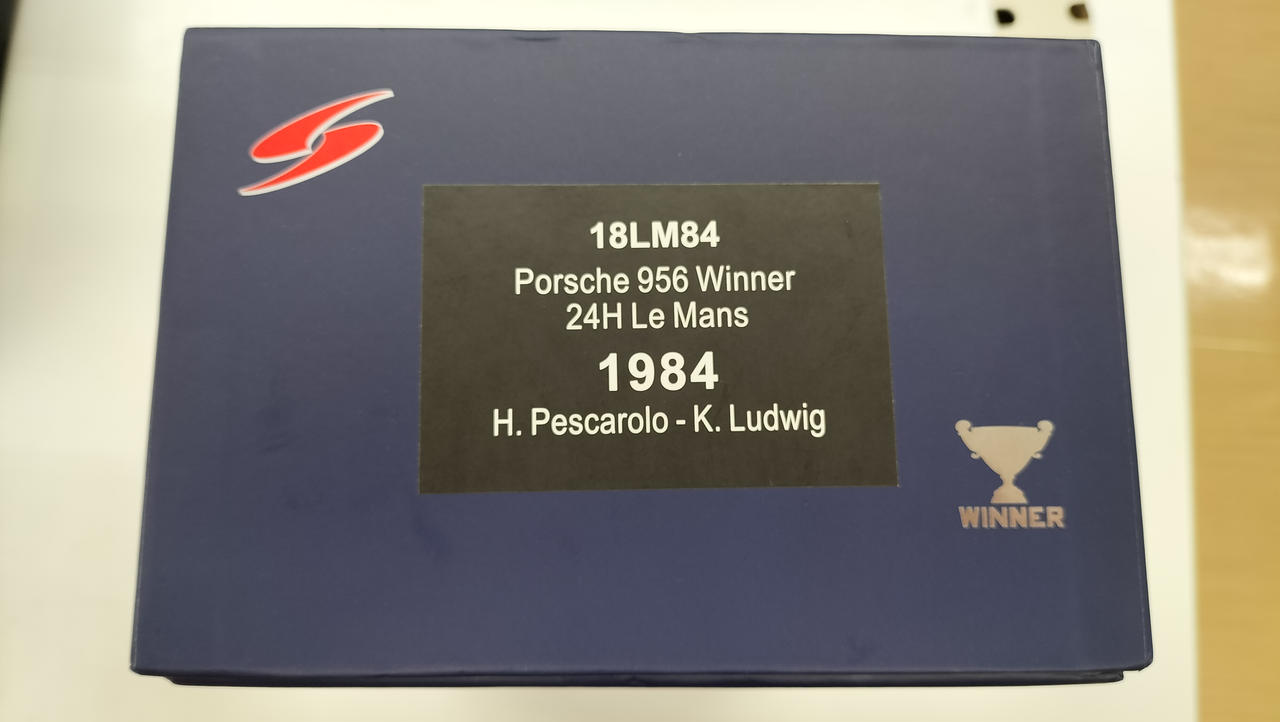 18LM84
Porsche 956 Winner
24H Le Mans
1984
H. Pescarolo - K. Ludwig
WINNER